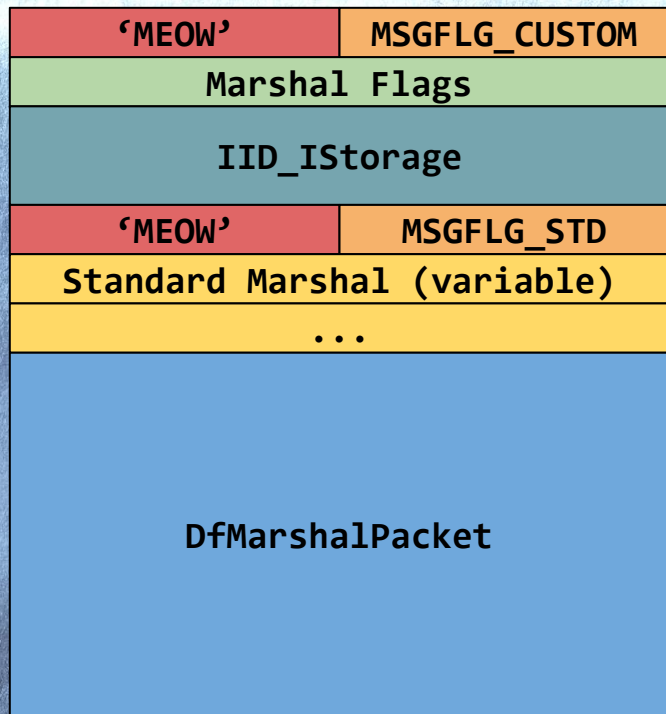 ‘MEOW’ MSGFLG_CUSTOM
Marshal Flags
IID_IStorage
‘MEOW’ MSGFLG_STD
Standard Marshal (variable)
...
DfMarshalPacket